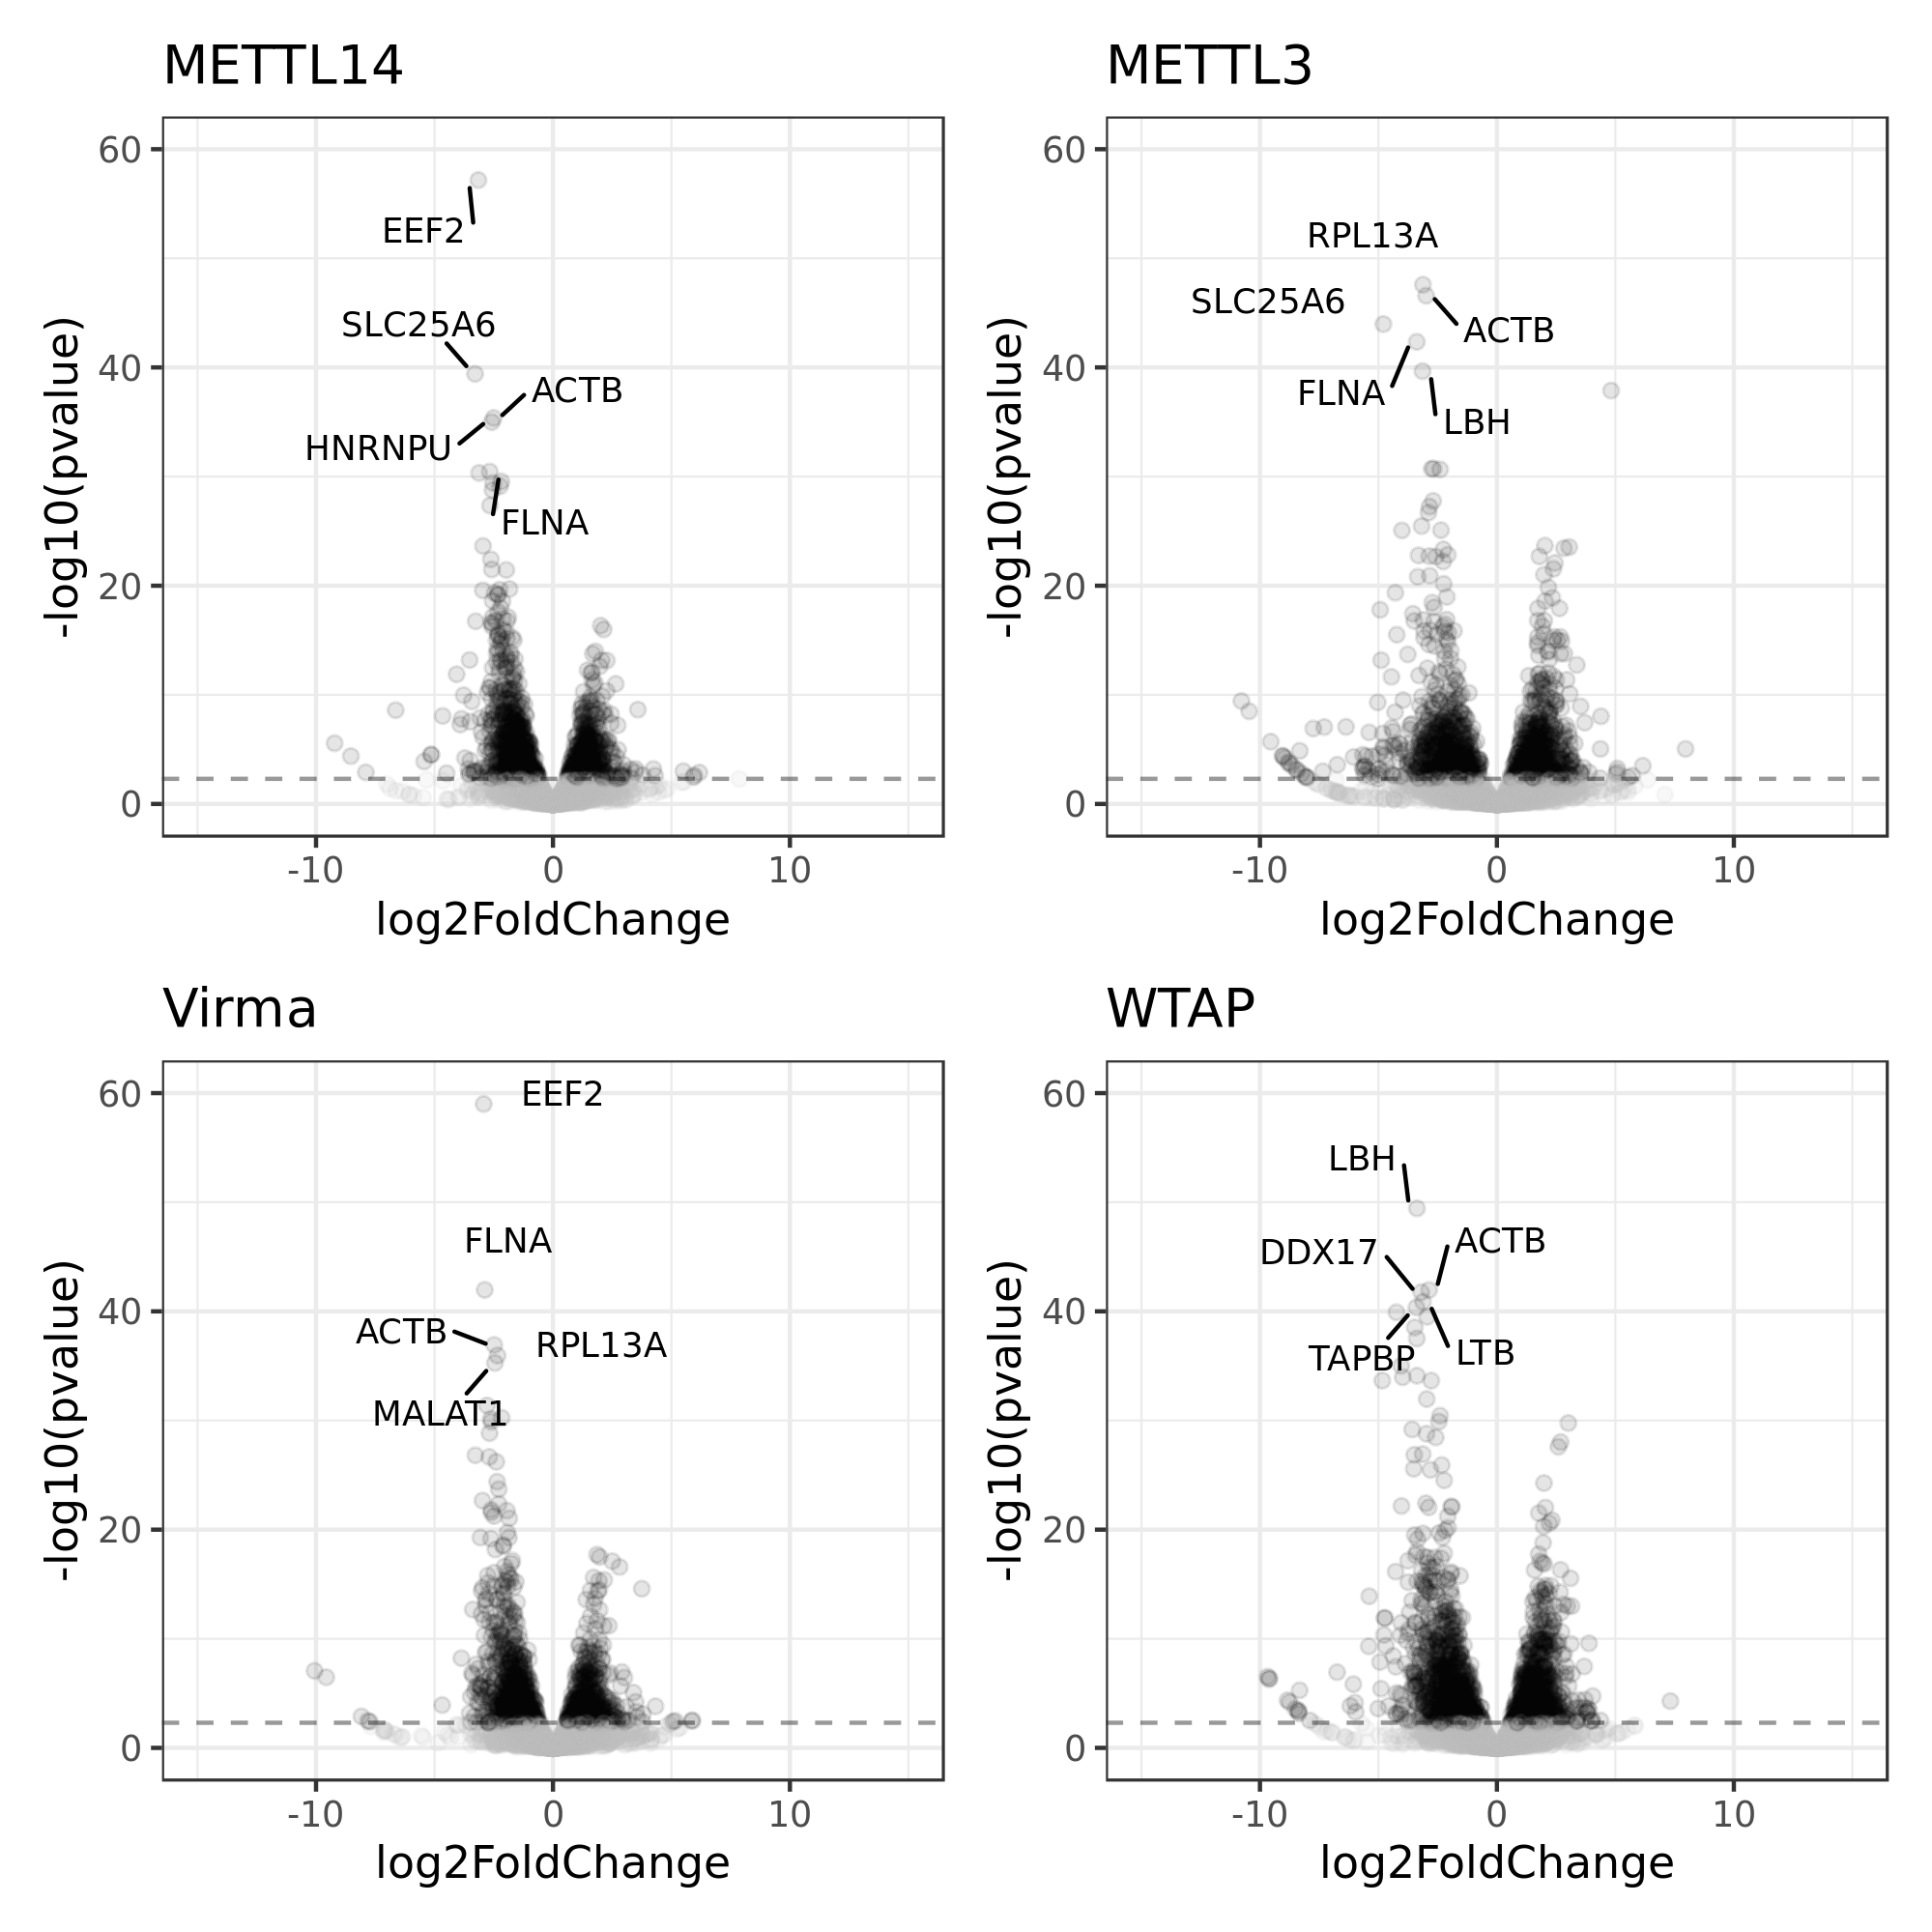 METTL14
60
40
20
0
-log10(pvalue)
EEF2
SLC25A6
ACTB
HNRNPU
FLNA
-10 0 10
log2FoldChange
METTL3
60
40
20
0
-log10(pvalue)
RPL13A
SLC25A6
ACTB
FLNA
LBH
-10 0 10
log2FoldChange
Virma
60
40
20
0
-log10(pvalue)
EEF2
FLNA
ACTB
RPL13A
MALAT1
-10 0 10
log2FoldChange
WTAP
60
40
20
0
-log10(pvalue)
LBH
ACTB
DDX17
LTB
TAPBP
-10 0 10
log2FoldChange